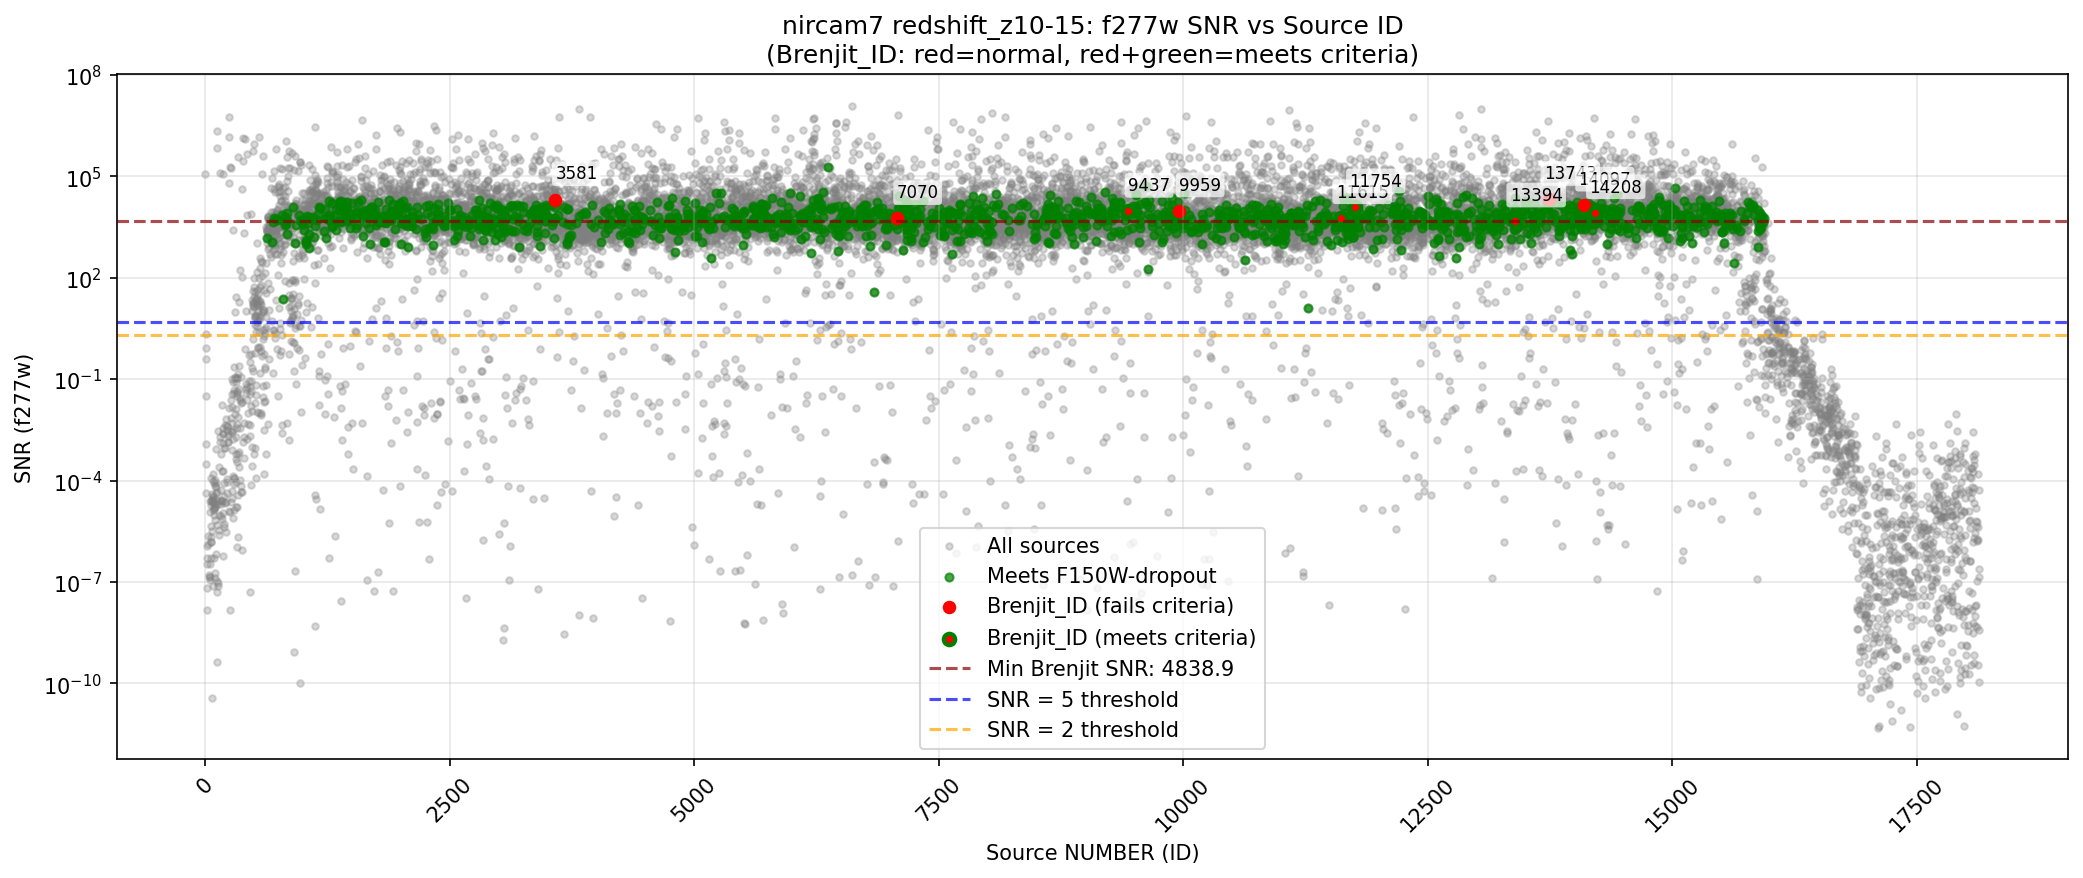 nircam7 redshift_z10-15: f277w SNR vs Source ID
(Brenjit_ID: red=normal, red+green=meets criteria)
10^8
10^5
10^2
10^−1
10^−4
10^−7
10^−10
SNR (f277w)
3581
7070
9437
9959
11615
11754
13394
14208
All sources
Meets F150W-dropout
Brenjit_ID (fails criteria)
Brenjit_ID (meets criteria)
Min Brenjit SNR: 4838.9
SNR = 5 threshold
SNR = 2 threshold
0
2500
5000
7500
10000
12500
15000
17500
Source NUMBER (ID)